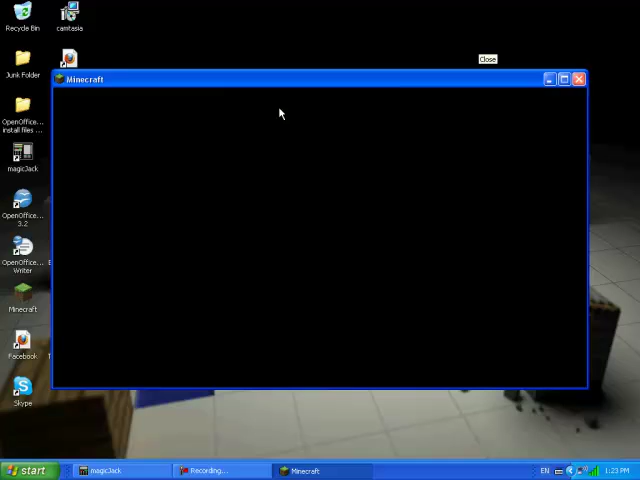 Recycle Bin
camtasia
Close
Junk Folder
Minecraft
OpenOffice...
install files ...
magicJack
OpenOffice...
3.2
OpenOffice...
Writer
Minecraft
Facebook
Skype
start
magicJack
Recording...
Minecraft
EN
1:23 PM